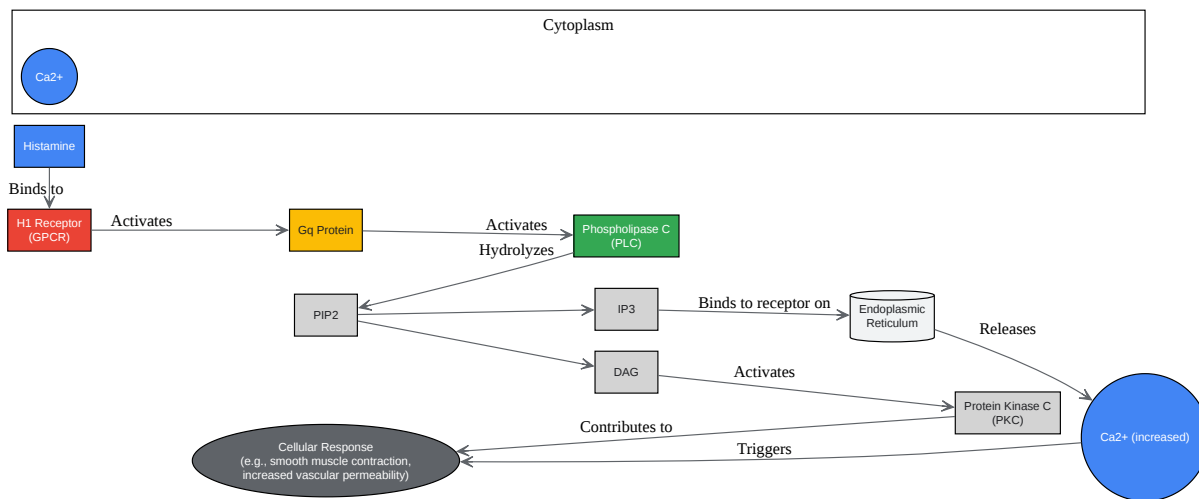 Cytoplasm
Ca2+
Histamine
Binds to
H1 Receptor
(GPCR)
Activates
Gq Protein
Activates
Phospholipase C
(PLC)
Hydrolyzes
PIP2
IP3
Binds to receptor on
Endoplasmic
Reticulum
Releases
DAG
Activates
Protein Kinase C
(PKC)
Ca2+ (increased)
Contributes to
Triggers
Cellular Response
(e.g., smooth muscle contraction,
increased vascular permeability)